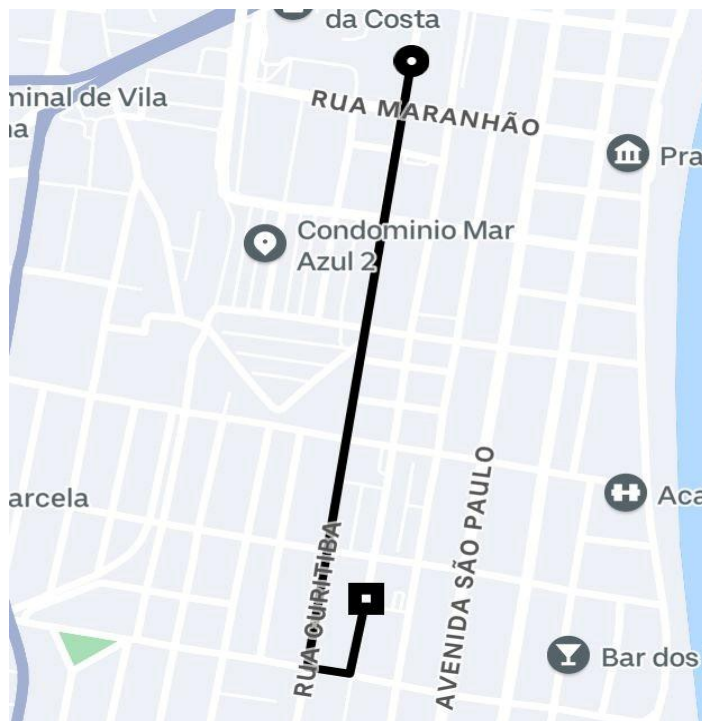 da Costa
minal de Vila
na
RUA MARANHÃO
Pra
Condominio Mar
Azul 2
arcela
Aca
RUA CURITIBA
AVENIDA SÃO PAULO
Bar dos